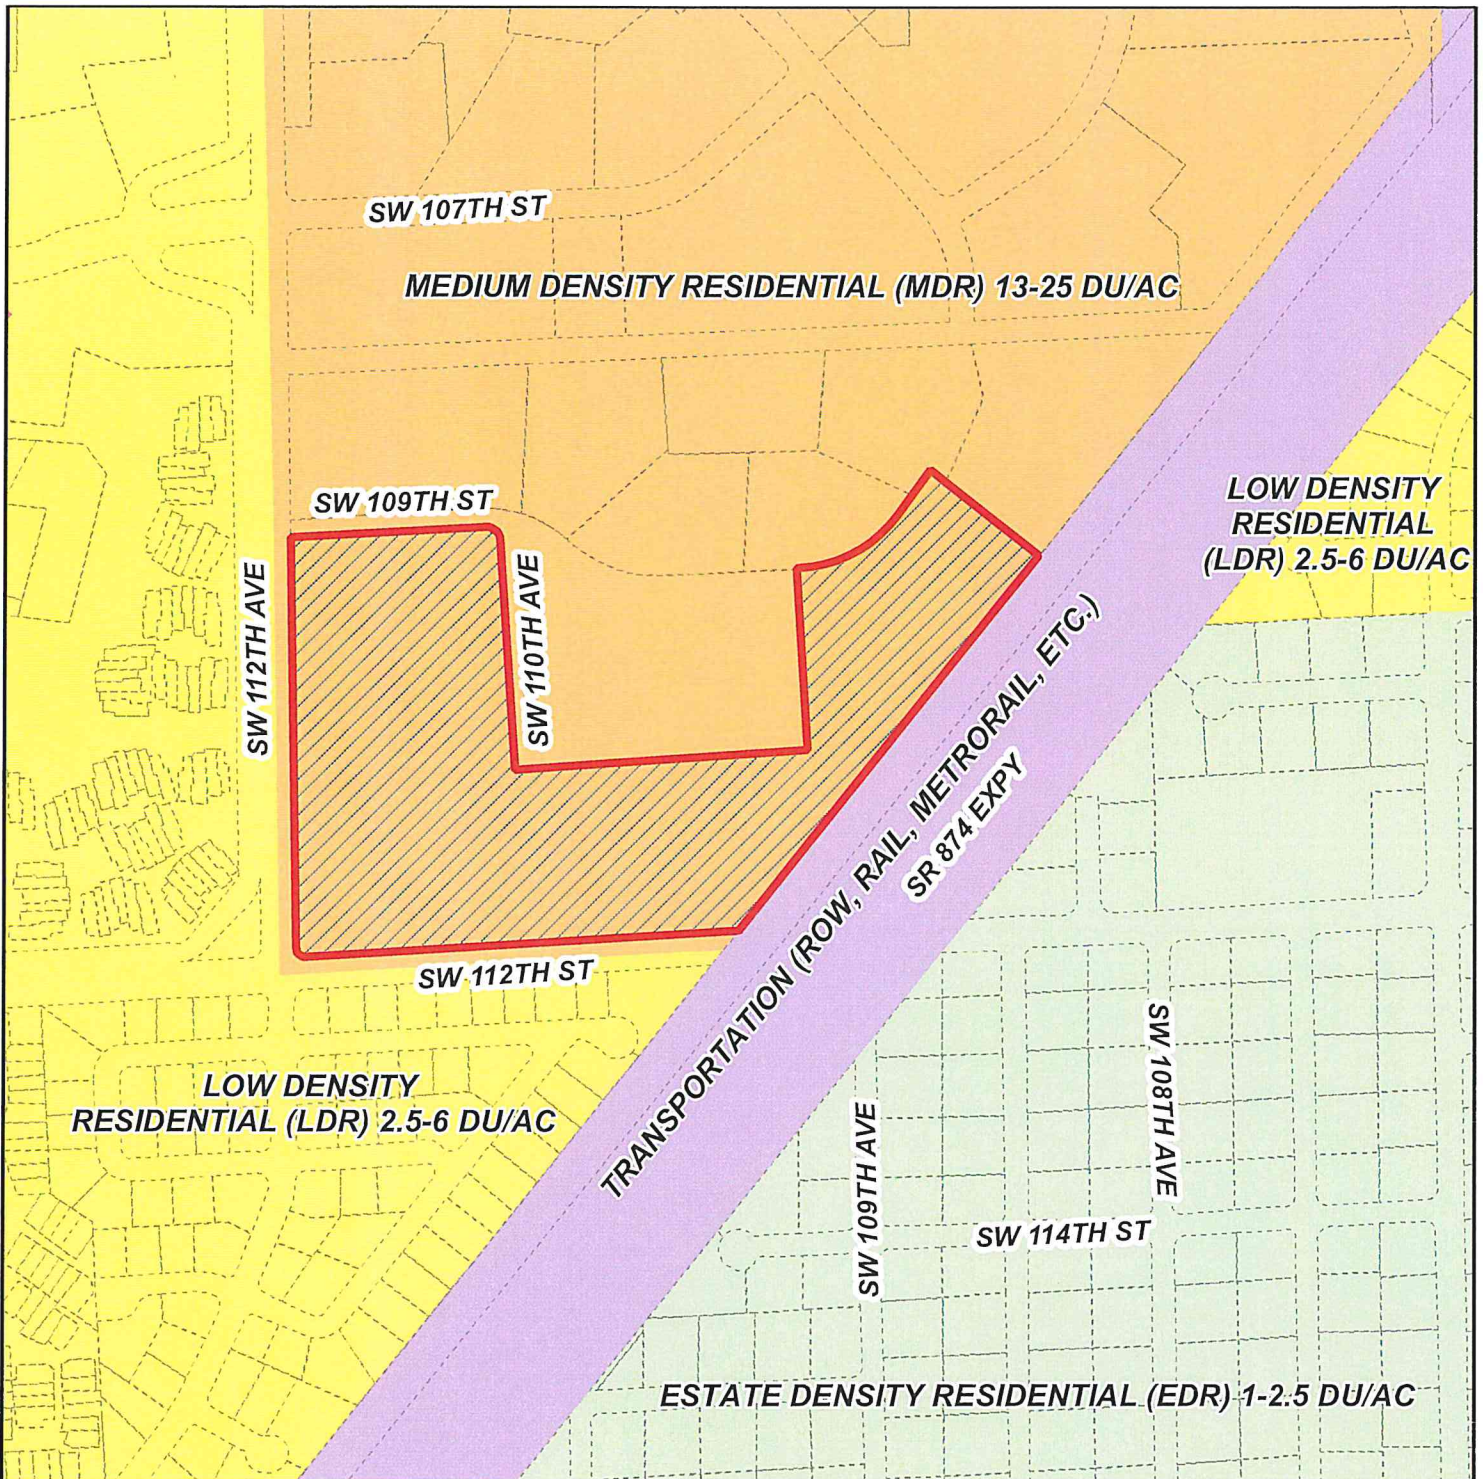 SW 107TH ST
MEDIUM DENSITY RESIDENTIAL (MDR) 13-25 DU/AC
SW 109TH ST
LOW DENSITY
RESIDENTIAL
(LDR) 2.5-6 DU/AC
SW 112TH AVE
SW 110TH AVE
TRANSPORTATION (ROW, RAIL, METRORAIL, ETC.)
SR 874 EXPY
SW 112TH ST
LOW DENSITY
RESIDENTIAL (LDR) 2.5-6 DU/AC
SW 109TH AVE
SW 108TH AVE
SW 114TH ST
ESTATE DENSITY RESIDENTIAL (EDR) 1-2.5 DU/AC